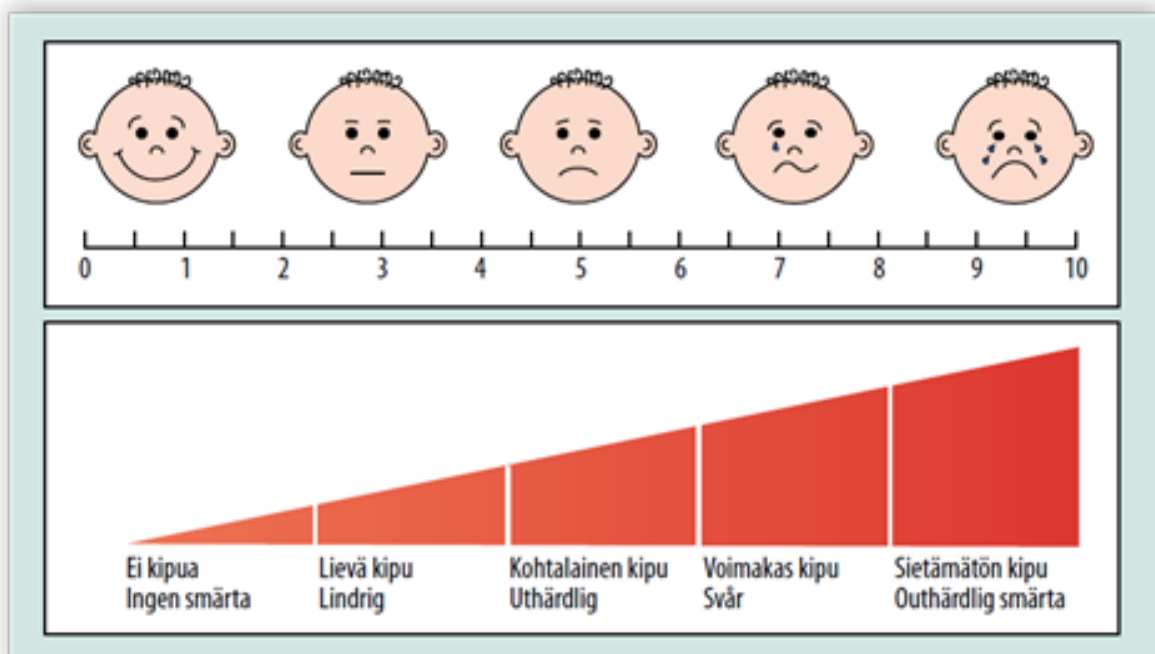 0 1 2 3 4 5 6 7 8 9 10
Ei kipua
Ingen smärta
Lievä kipu
Lindrig
Kohtalainen kipu
Uthärdlig
Voimakas kipu
Svår
Sietämätön kipu
Outhärdlig smärta